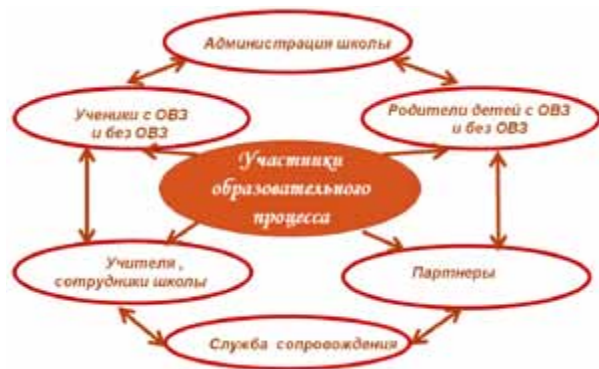 Администрация школы
Ученики с ОВЗ
и без ОВЗ
Родители детей с ОВЗ
и без ОВЗ
Участники
образовательного
процесса
Учителя ,
сотрудники школы
Партнеры
Служба сопровождения